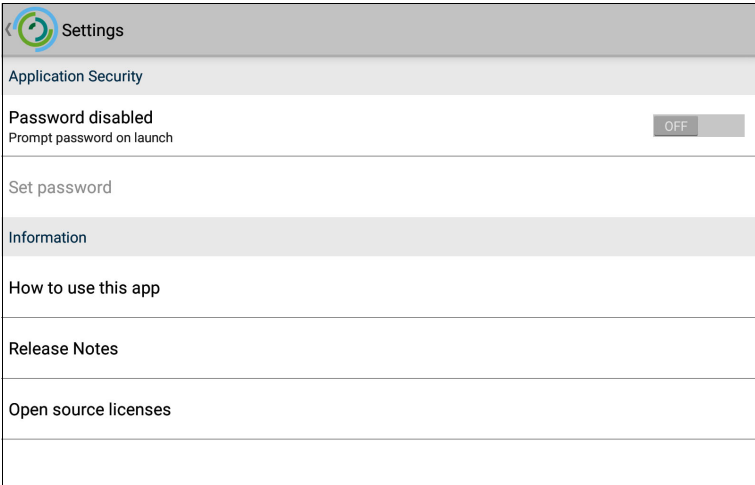 Settings
Application Security
Password disabled
OFF
Prompt password on launch
Set password
Information
How to use this app
Release Notes
Open source licenses